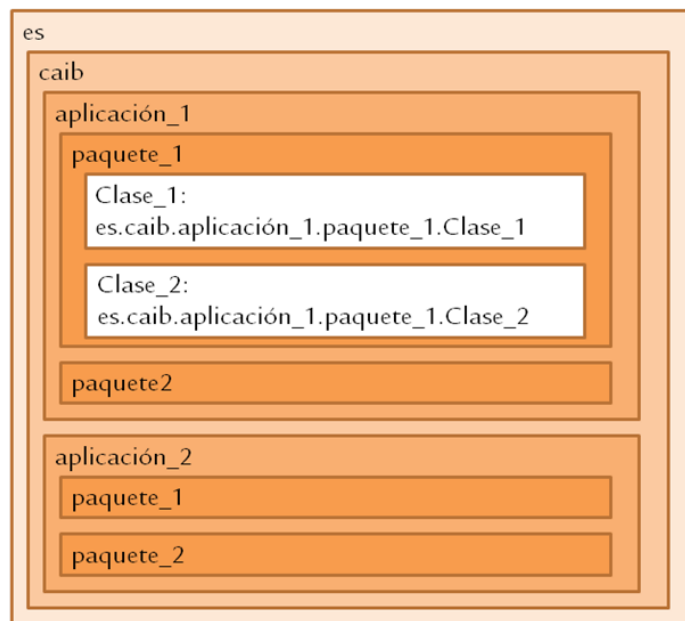 es
caib
aplicación_1
paquete_1
Clase_1:
es.caib.aplicación_1.paquete_1.Clase_1
Clase_2:
es.caib.aplicación_1.paquete_1.Clase_2
paquete2
aplicación_2
paquete_1
paquete_2